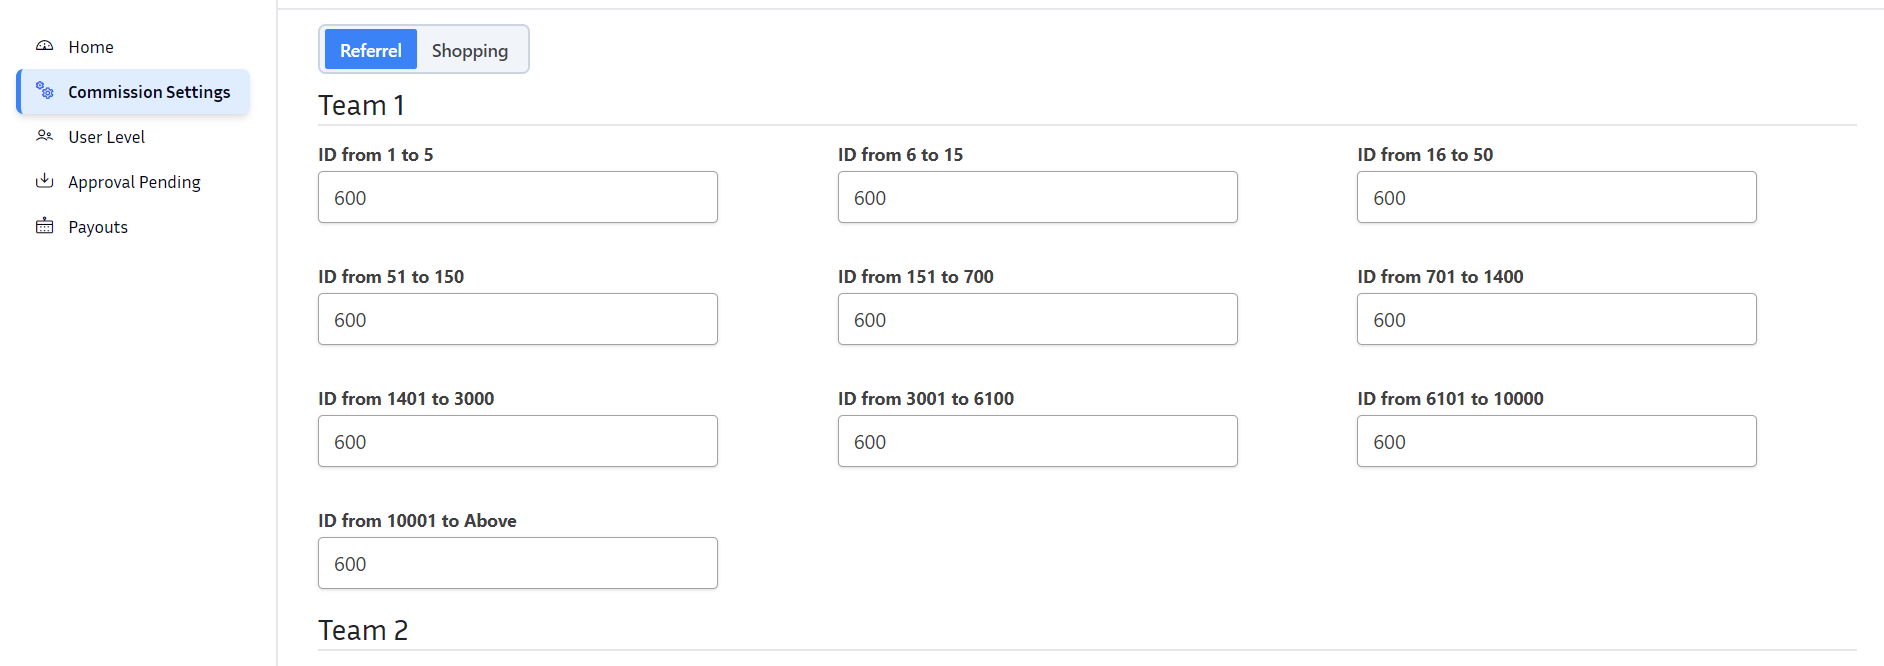 Home
Commission Settings
User Level
Approval Pending
Payouts
Referrel Shopping
Team 1
ID from 1 to 5 ID from 6 to 15 ID from 16 to 50
600 600 600
ID from 51 to 150 ID from 151 to 700 ID from 701 to 1400
600 600 600
ID from 1401 to 3000 ID from 3001 to 6100 ID from 6101 to 10000
600 600 600
ID from 10001 to Above
600
Team 2